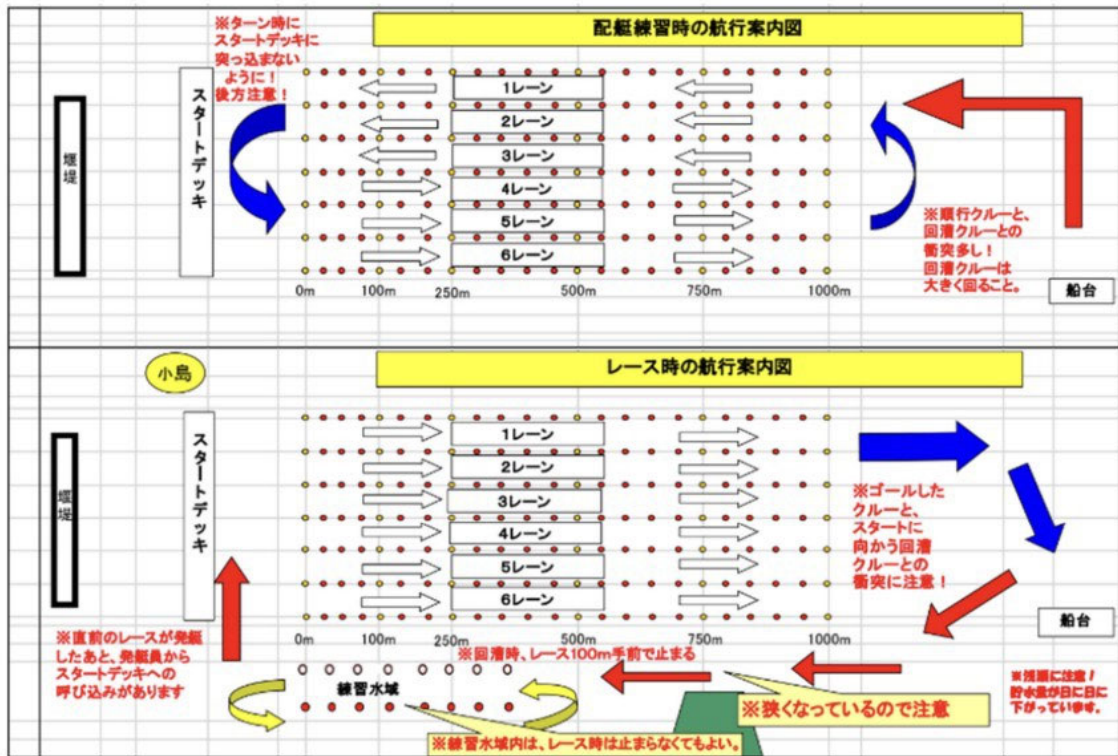 配艇練習時の航行案内図
※ターン時に
スタートデッキに
突っ込まない
ように！
後方注意！
堰堤
スタートデッキ
1レーン
2レーン
3レーン
4レーン
5レーン
6レーン
0m 100m 250m 500m 750m 1000m
※順行クルーと、
回漕クルーとの
衝突多し！
回漕クルーは
大きく回ること。
船台
小島
レース時の航行案内図
堰堤
スタートデッキ
1レーン
2レーン
3レーン
4レーン
5レーン
6レーン
0m 100m 250m 500m 750m 1000m
※ゴールした
クルーと、
スタートに
向かう回漕
クルーとの
衝突に注意！
船台
※直前のレースが発艇
したあと、発艇員から
スタートデッキへの
呼び込みがあります
※回漕時、レース100m手前で止まる
練習水域
※狭くなっているので注意
※練習水域内は、レース時は止まらなくてもよい。
※浅瀬に注意！
貯水量が日に日に
下がっています。